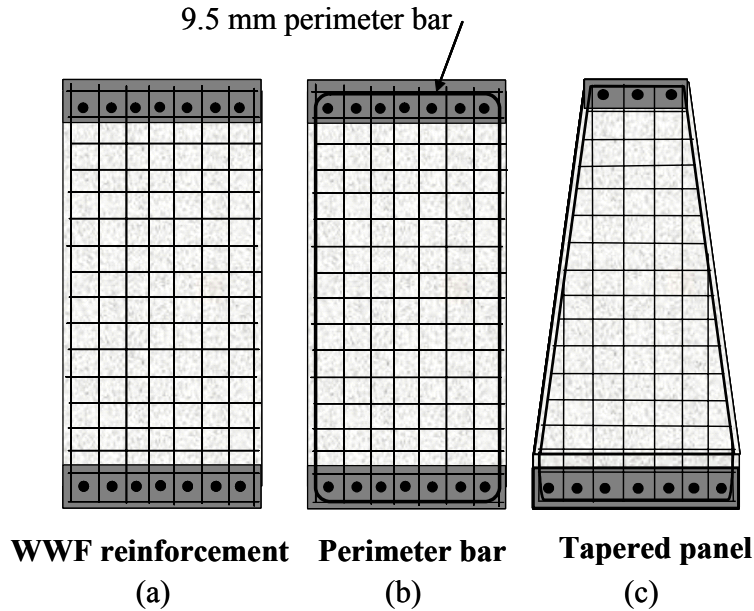 9.5 mm perimeter bar
WWF reinforcement
Perimeter bar
Tapered panel
(a)
(b)
(c)